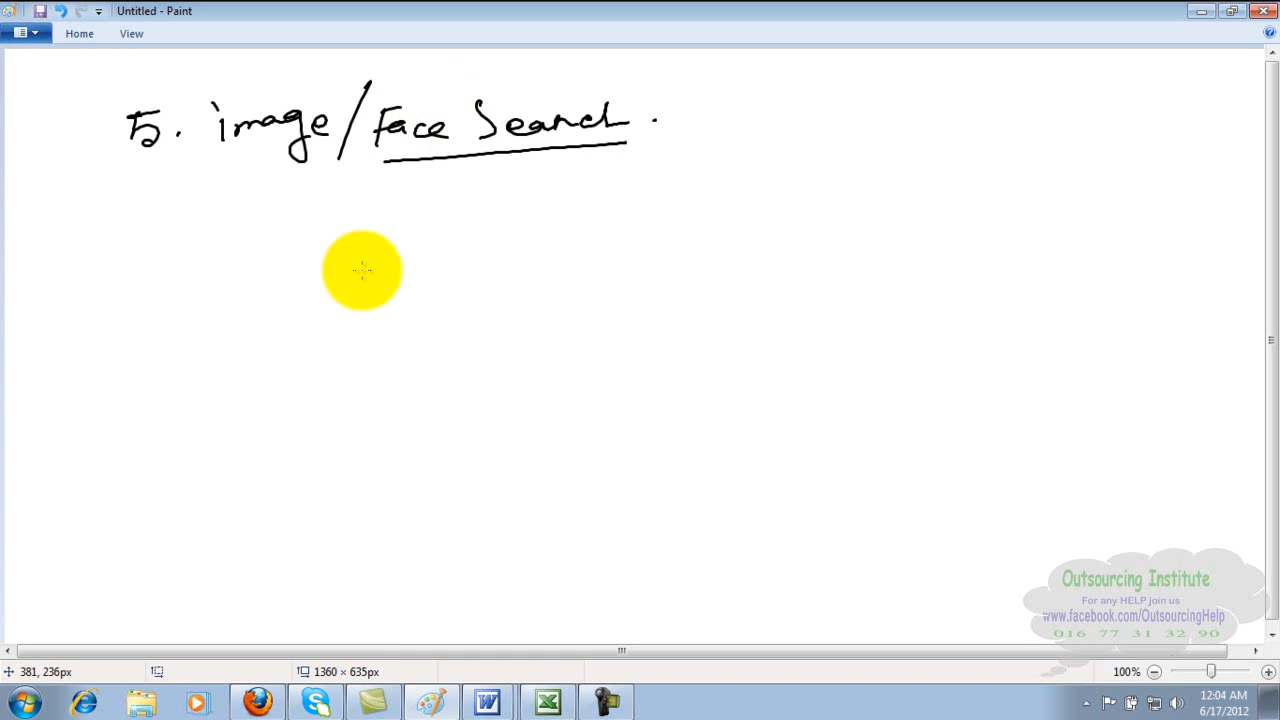 Untitled - Paint
Home View
5. image/Face Search.
Outsourcing Institute
For any HELP join us
www.facebook.com/OutsourcingHelp
016 77 31 32 90
381, 236px
1360 × 635px
100%
12:04 AM
6/17/2012